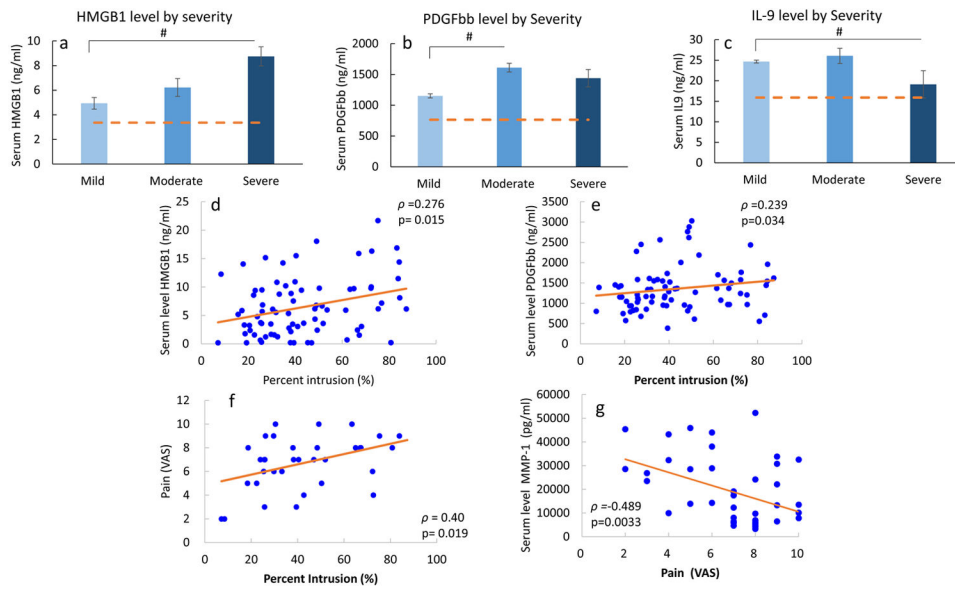 HMGB1 level by severity
a
#
Serum HMGB1 (ng/ml)
10
8
6
4
2
0
Mild
Moderate
Severe
PDGFbb level by Severity
b
#
Serum PDGFbb (ng/ml)
2000
1500
1000
500
0
Mild
Moderate
Severe
IL-9 level by Severity
c
#
Serum IL9 (ng/ml)
30
25
20
15
10
5
0
Mild
Moderate
Severe
d
ρ =0.276
p= 0.015
Serum level HMGB1 (ng/ml)
25
20
15
10
5
0
0
20
40
60
80
100
Percent intrusion (%)
e
ρ =0.239
p=0.034
Serum level PDGFbb (ng/ml)
3500
3000
2500
2000
1500
1000
500
0
0
20
40
60
80
100
Percent intrusion (%)
f
Pain (VAS)
12
10
8
6
4
2
0
ρ = 0.40
p= 0.019
0
20
40
60
80
100
Percent Intrusion (%)
g
Serum level MMP-1 (pg/ml)
60000
50000
40000
30000
20000
10000
0
ρ =-0.489
p=0.0033
0
2
4
6
8
10
Pain (VAS)